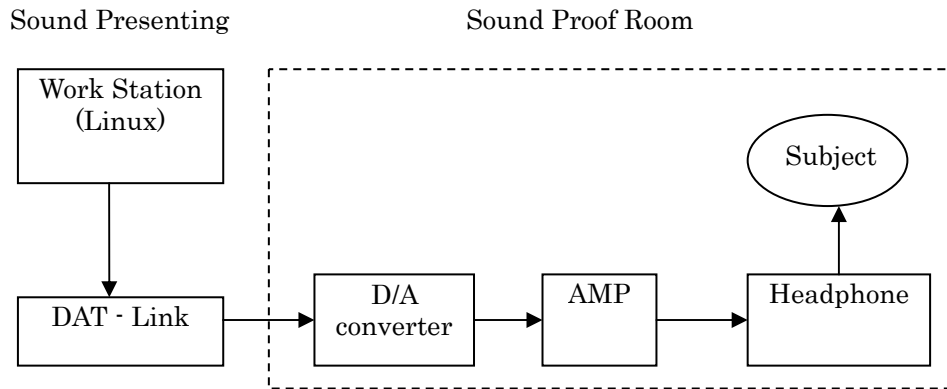 Sound Presenting
Sound Proof Room
Work Station
(Linux)
Subject
DAT - Link
D/A
converter
AMP
Headphone